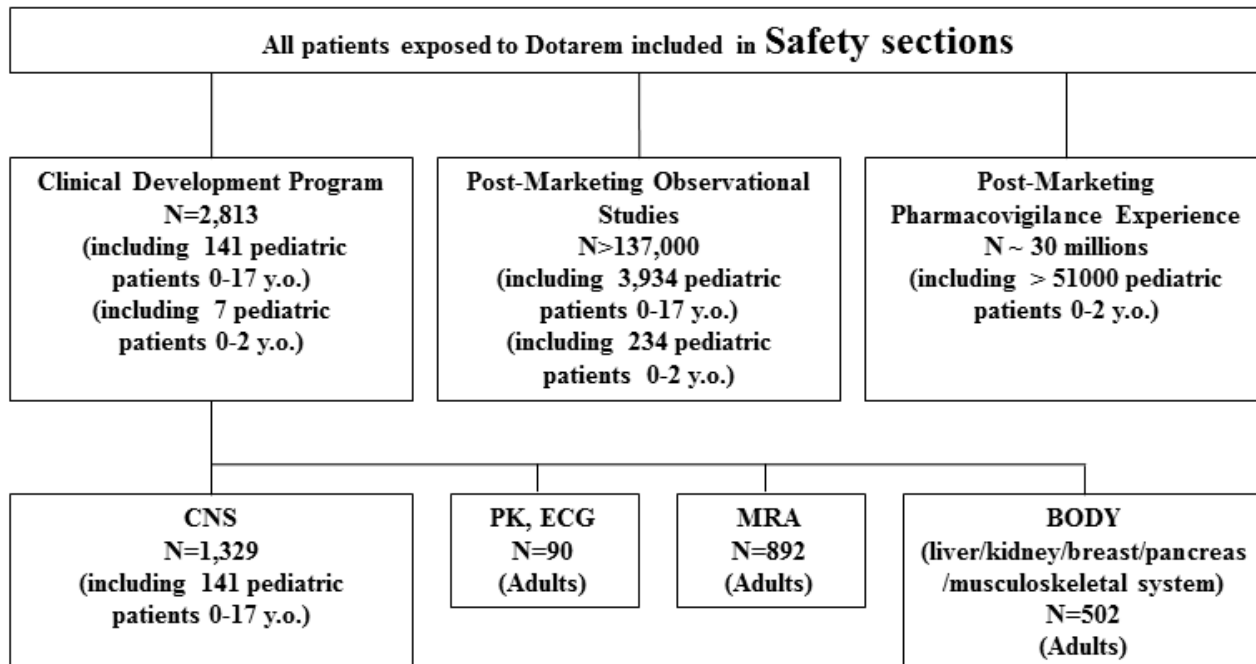 All patients exposed to Dotarem included in Safety sections
Clinical Development Program
N=2,813
(including 141 pediatric
patients 0-17 y.o.)
(including 7 pediatric
patients 0-2 y.o.)
Post-Marketing Observational
Studies
N>137,000
(including 3,934 pediatric
patients 0-17 y.o.)
(including 234 pediatric
patients 0-2 y.o.)
Post-Marketing
Pharmacovigilance Experience
N ~ 30 millions
(including > 51000 pediatric
patients 0-2 y.o.)
CNS
N=1,329
(including 141 pediatric
patients 0-17 y.o.)
PK, ECG
N=90
(Adults)
MRA
N=892
(Adults)
BODY
(liver/kidney/breast/pancreas
/musculoskeletal system)
N=502
(Adults)